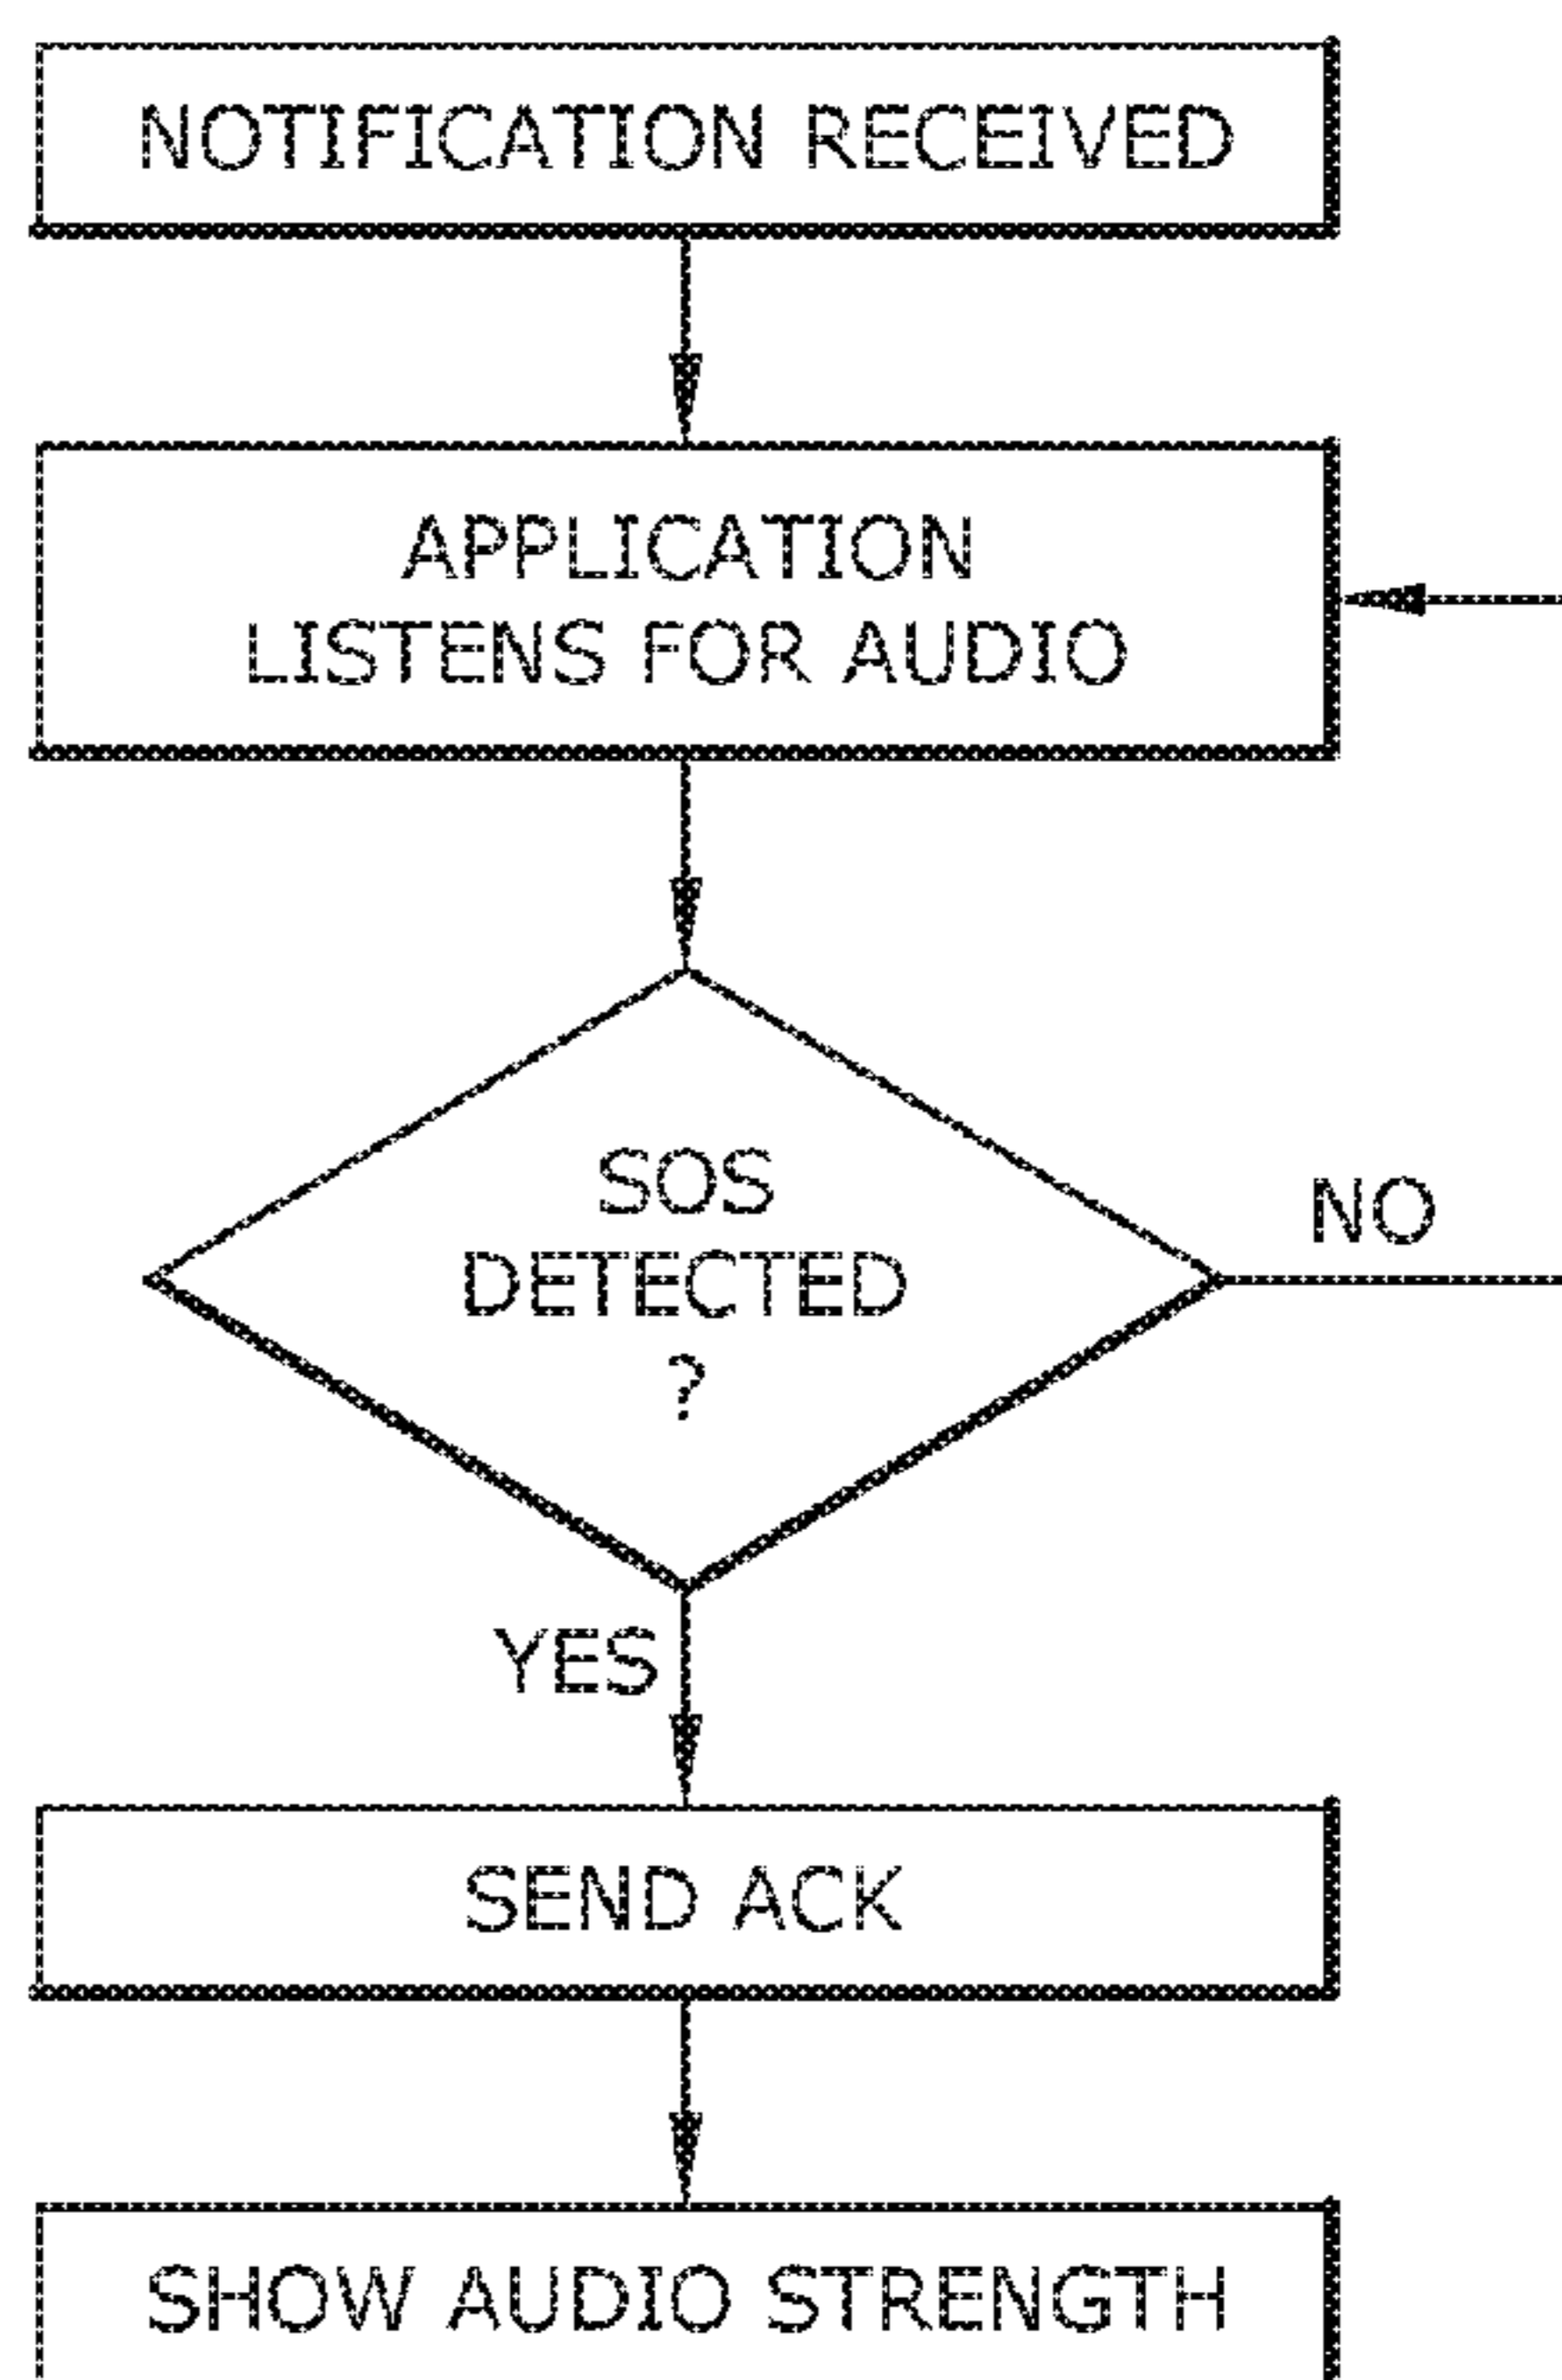 NOTIFICATION RECEIVED
APPLICATION
LISTENS FOR AUDIO
SOS
DETECTED
?
NO
YES
SEND ACK
SHOW AUDIO STRENGTH